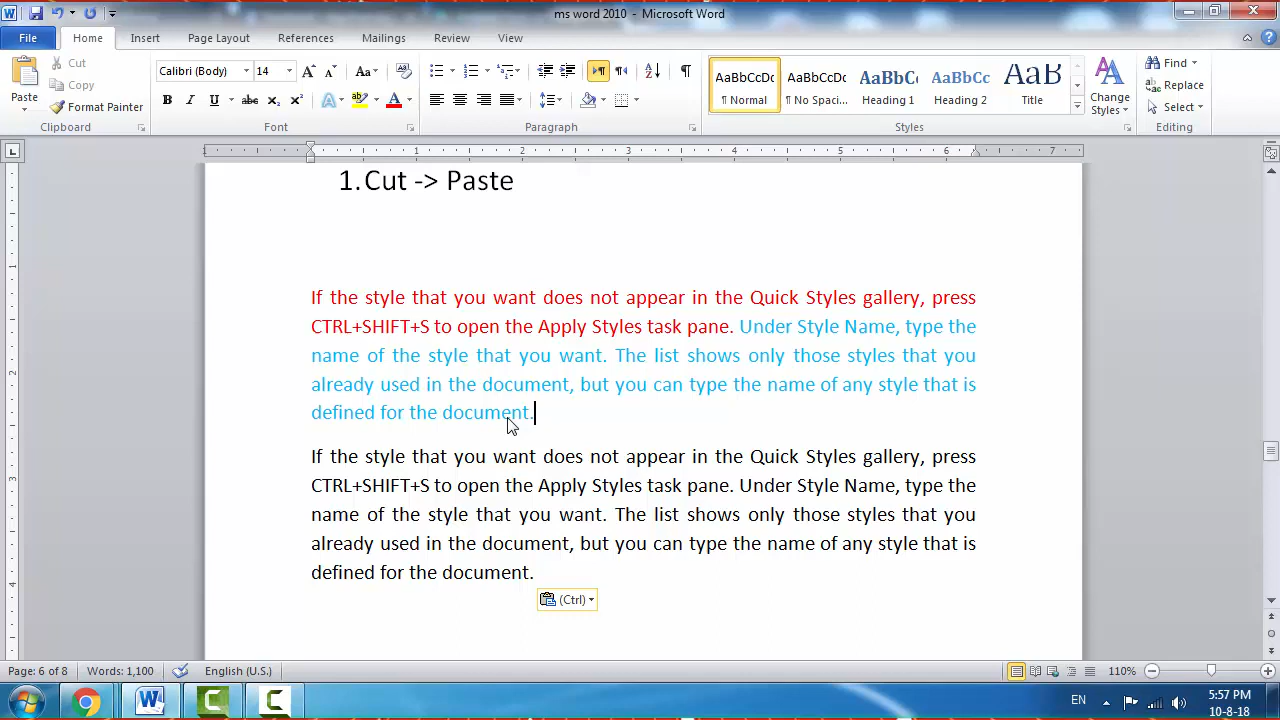 ms word 2010 - Microsoft Word
File Home Insert Page Layout References Mailings Review View
Paste
Cut
Copy
Format Painter
Clipboard
Calibri (Body) 14
Font
Paragraph
AaBbCcDc AaBbCcDc AaBbCc AaBbCc AaB
¶ Normal ¶ No Spaci... Heading 1 Heading 2 Title
Change
Styles
Styles
Find
Replace
Select
Editing
1. Cut -> Paste
If the style that you want does not appear in the Quick Styles gallery, press
CTRL+SHIFT+S to open the Apply Styles task pane. Under Style Name, type the
name of the style that you want. The list shows only those styles that you
already used in the document, but you can type the name of any style that is
defined for the document.
If the style that you want does not appear in the Quick Styles gallery, press
CTRL+SHIFT+S to open the Apply Styles task pane. Under Style Name, type the
name of the style that you want. The list shows only those styles that you
already used in the document, but you can type the name of any style that is
defined for the document.
(Ctrl)
Page: 6 of 8 Words: 1,100 English (U.S.) 110%
EN 5:57 PM
10-8-18